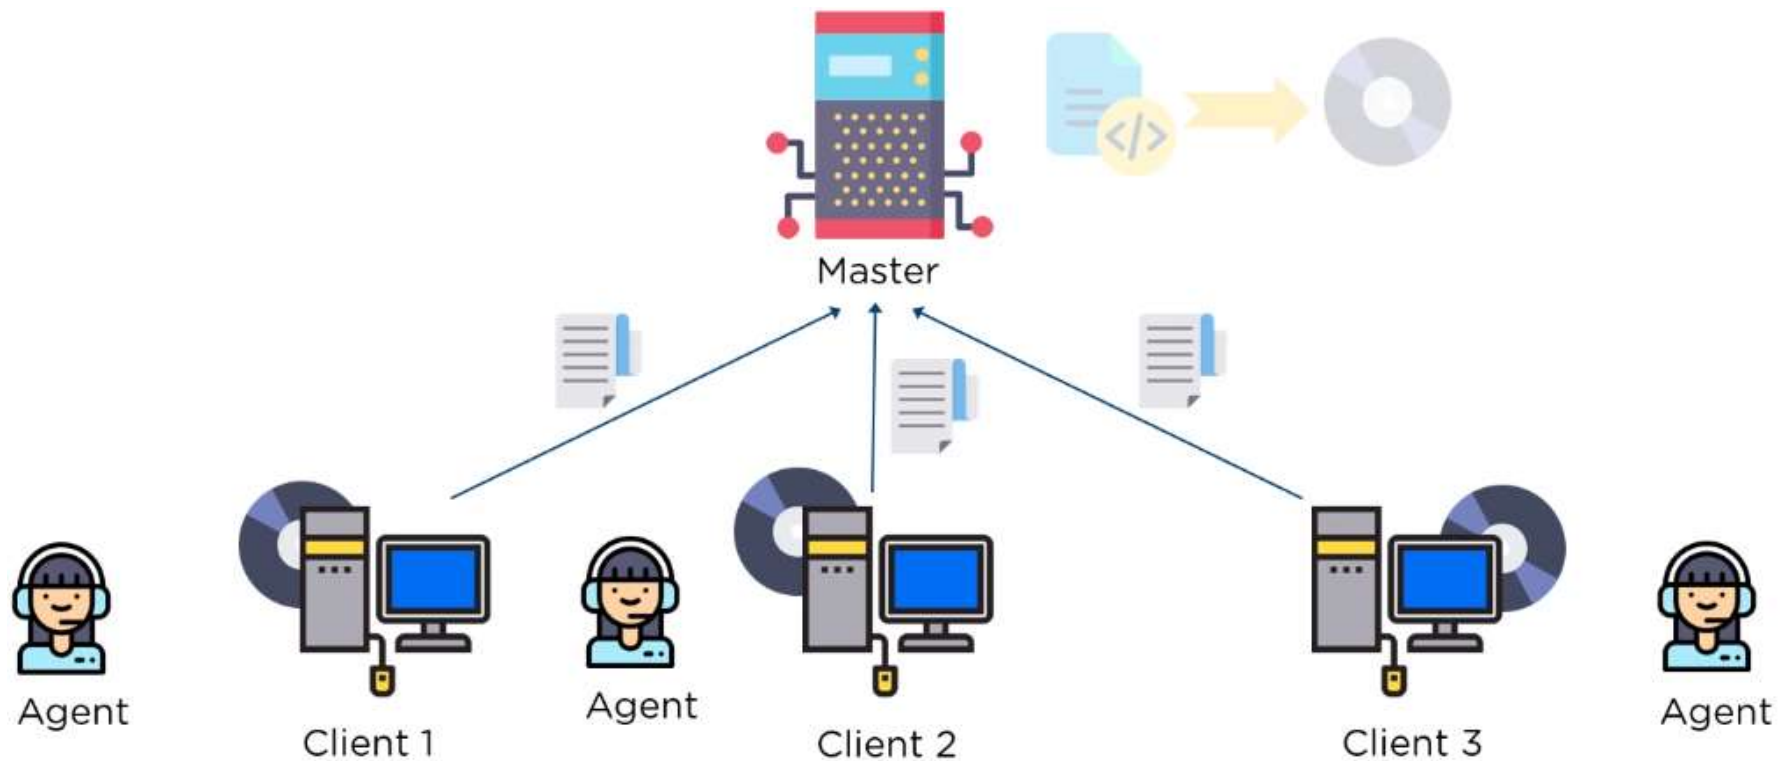 </>
Master
Agent
Client 1
Agent
Client 2
Client 3
Agent